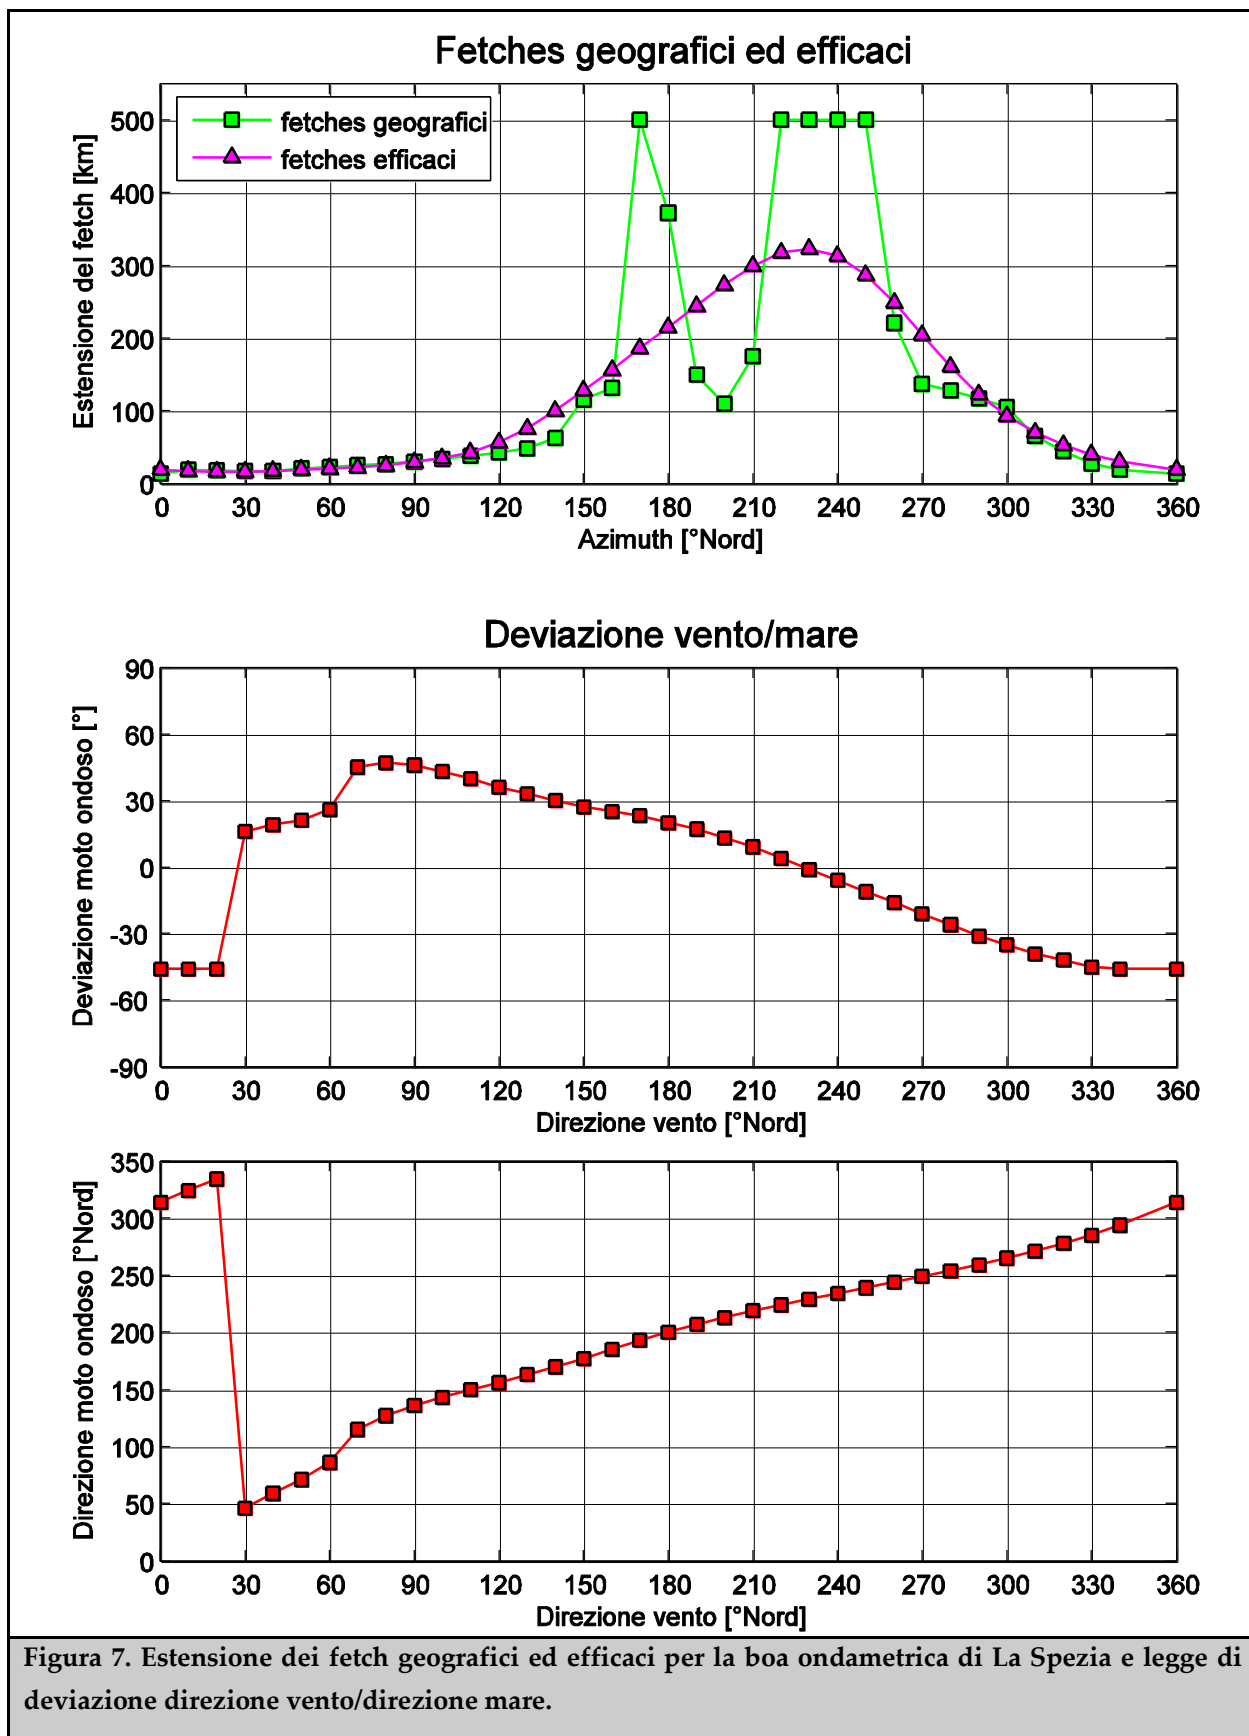 Fetches geografici ed efficaci
fetches geografici
fetches efficaci
Estensione del fetch [km]
500
400
300
200
100
0
0 30 60 90 120 150 180 210 240 270 300 330 360
Azimuth [°Nord]
Deviazione vento/mare
Deviazione moto ondoso [°]
90
60
30
0
-30
-60
-90
0 30 60 90 120 150 180 210 240 270 300 330 360
Direzione vento [°Nord]
Direzione moto ondoso [°Nord]
350
300
250
200
150
100
50
0
0 30 60 90 120 150 180 210 240 270 300 330 360
Direzione vento [°Nord]
Figura 7. Estensione dei fetch geografici ed efficaci per la boa ondametrica di La Spezia e legge di
deviazione direzione vento/direzione mare.